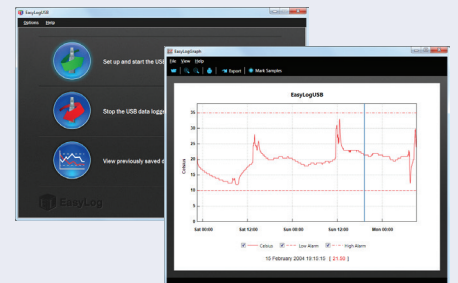 EasyLogUSB
Options Help
Set up and start the USB
Stop the USB data logge
View previously saved
EasyLog
EasyLogGraph
File View Help
Export Mark Samples
EasyLogUSB
Celsius
35
30
25
20
15
10
5
0
Sat 00:00 Sat 12:00 Sun 00:00 Sun 12:00 Mon 00:00
Celsius Low Alarm High Alarm
15 February 2004 19:15:15 [ 21.50 ]